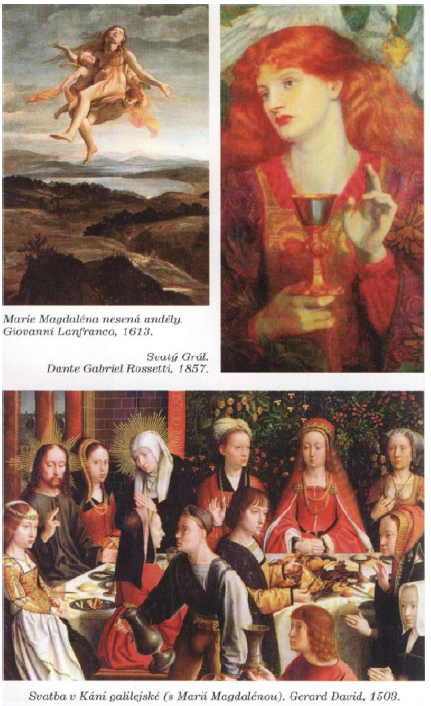 Marie Magdaléna nesená anděly.
Giovanni Lanfranco, 1613.
Svatý Grál.
Dante Gabriel Rossetti, 1857.
Svatba v Káni galilejské (s Marií Magdalénou). Gerard David, 1503.